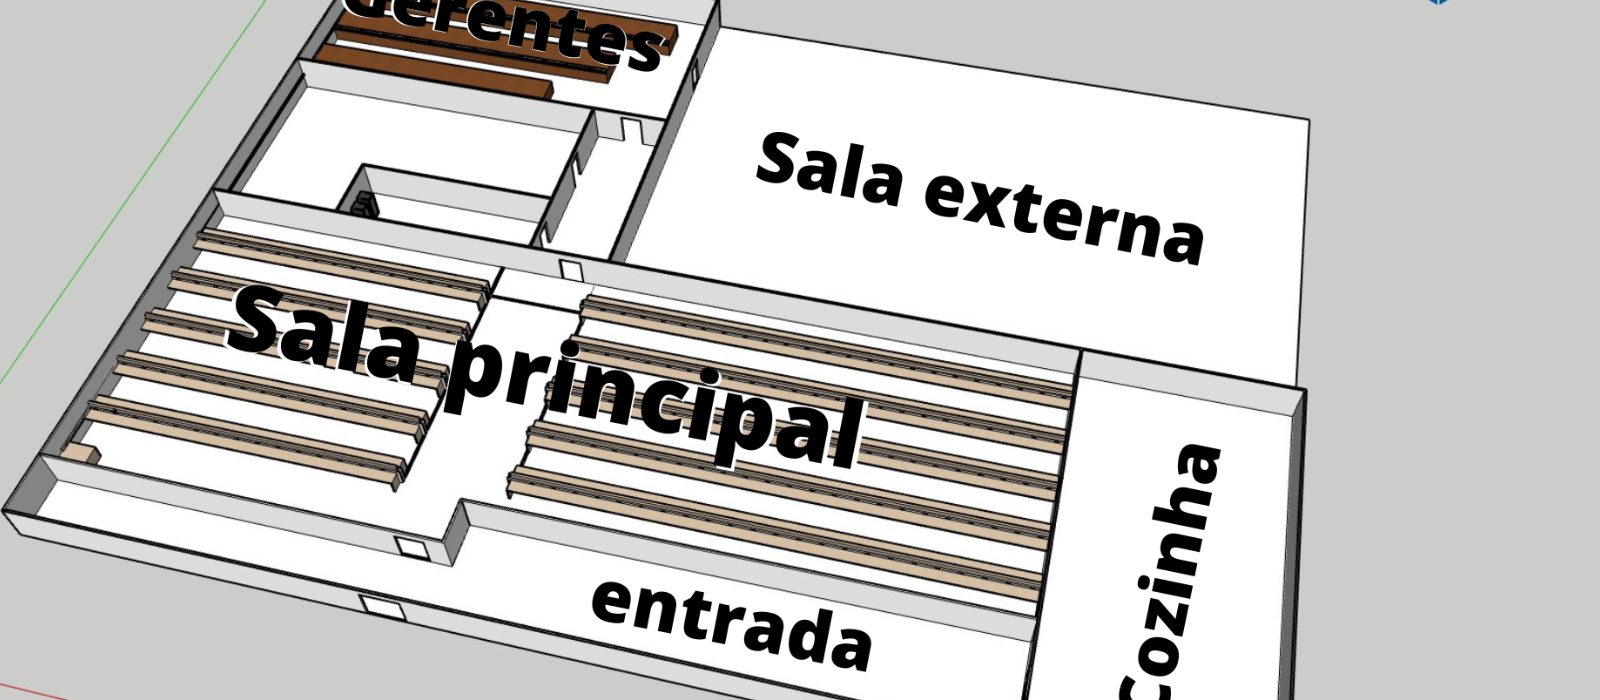 Gerentes
Sala externa
Sala principal
entrada
Cozinha